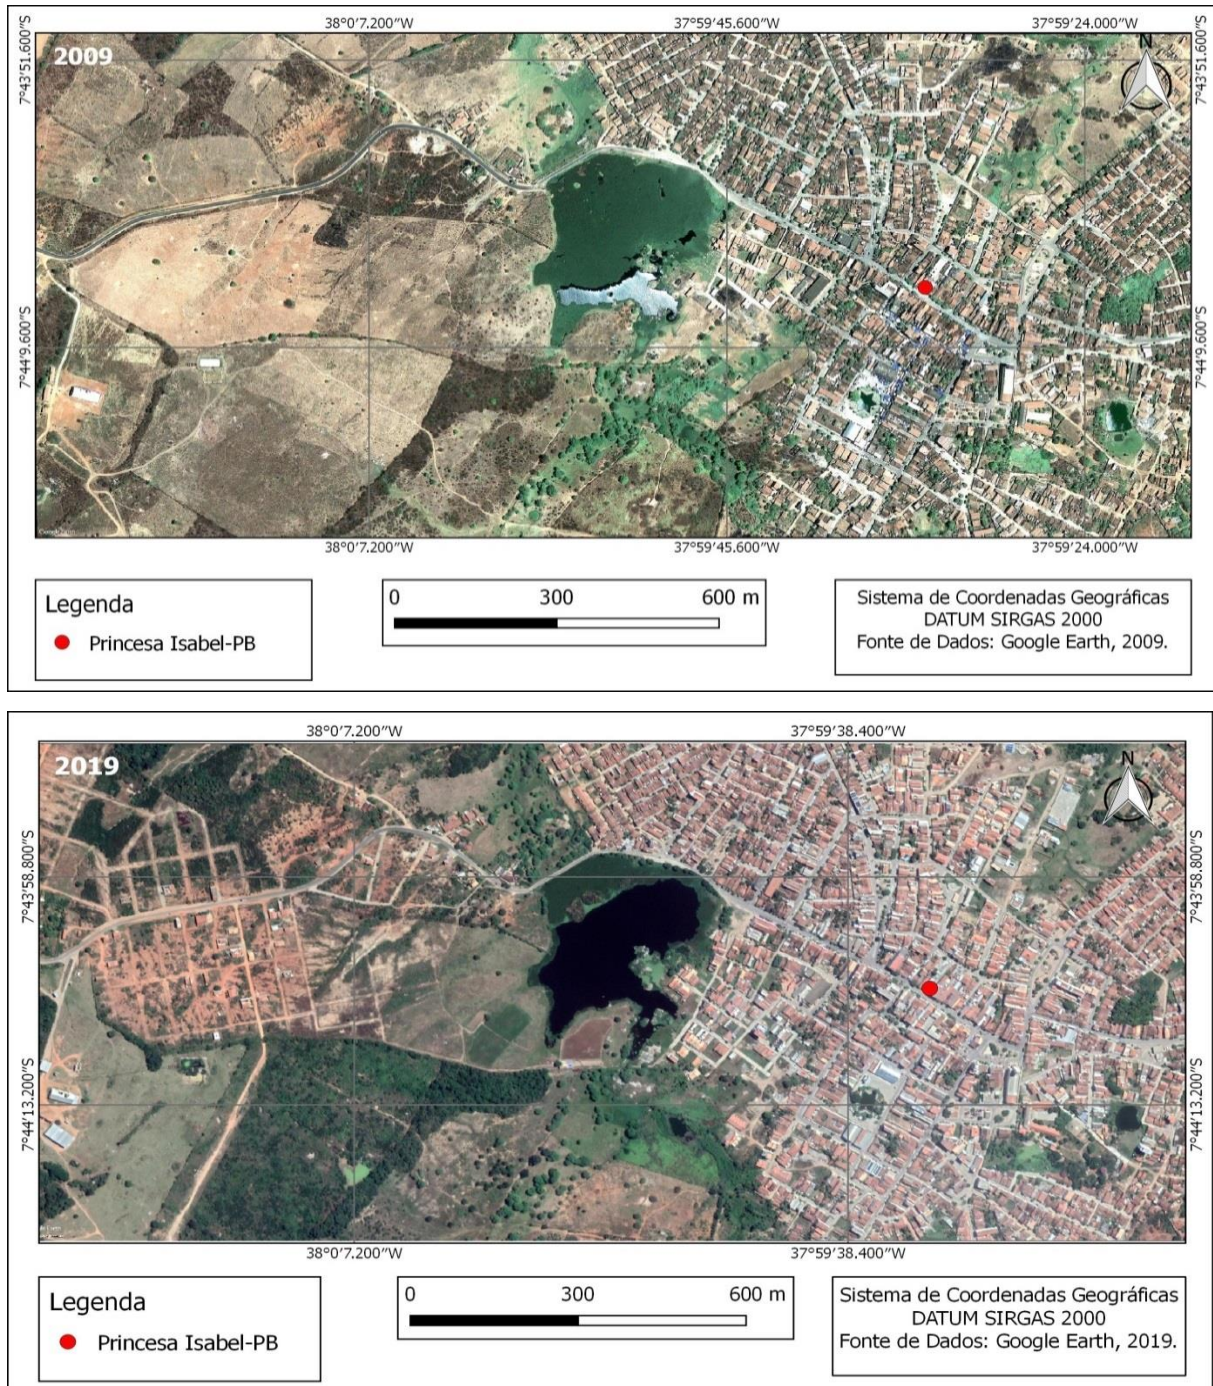 38°0′7.200″W 37°59′45.600″W 37°59′24.000″W
2009
N
7°43′51.600″S
7°43′51.600″S
7°44′9.600″S
7°44′9.600″S
38°0′7.200″W 37°59′45.600″W 37°59′24.000″W
Legenda
Princesa Isabel-PB
0 300 600 m
Sistema de Coordenadas Geográficas
DATUM SIRGAS 2000
Fonte de Dados: Google Earth, 2009.
38°0′7.200″W 37°59′38.400″W
2019
N
7°43′58.800″S
7°43′58.800″S
7°44′13.200″S
7°44′13.200″S
38°0′7.200″W 37°59′38.400″W
Legenda
Princesa Isabel-PB
0 300 600 m
Sistema de Coordenadas Geográficas
DATUM SIRGAS 2000
Fonte de Dados: Google Earth, 2019.